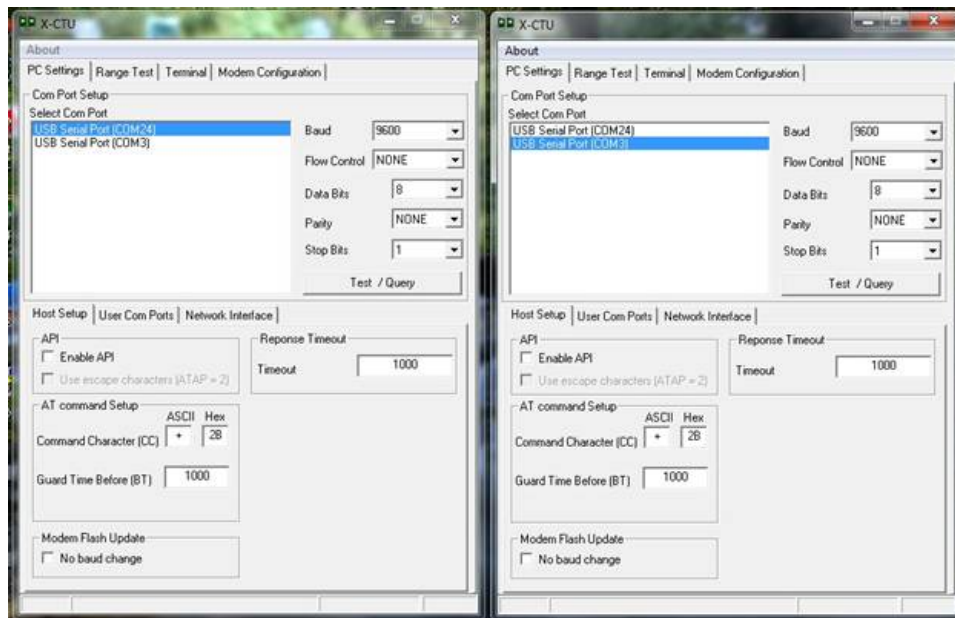 X-CTU
About
PC Settings Range Test Terminal Modem Configuration
Com Port Setup
Select Com Port
USB Serial Port (COM24)
USB Serial Port (COM3)
Baud 9600
Flow Control NONE
Data Bits 8
Parity NONE
Stop Bits 1
Test / Query
Host Setup User Com Ports Network Interface
API
Enable API
Use escape characters (ATAP = 2)
Reponse Timeout
Timeout 1000
AT command Setup
ASCII Hex
Command Character (CC) + 2B
Guard Time Before (BT) 1000
Modem Flash Update
No baud change
X-CTU
About
PC Settings Range Test Terminal Modem Configuration
Com Port Setup
Select Com Port
USB Serial Port (COM24)
USB Serial Port (COM3)
Baud 9600
Flow Control NONE
Data Bits 8
Parity NONE
Stop Bits 1
Test / Query
Host Setup User Com Ports Network Interface
API
Enable API
Use escape characters (ATAP = 2)
Reponse Timeout
Timeout 1000
AT command Setup
ASCII Hex
Command Character (CC) + 2B
Guard Time Before (BT) 1000
Modem Flash Update
No baud change